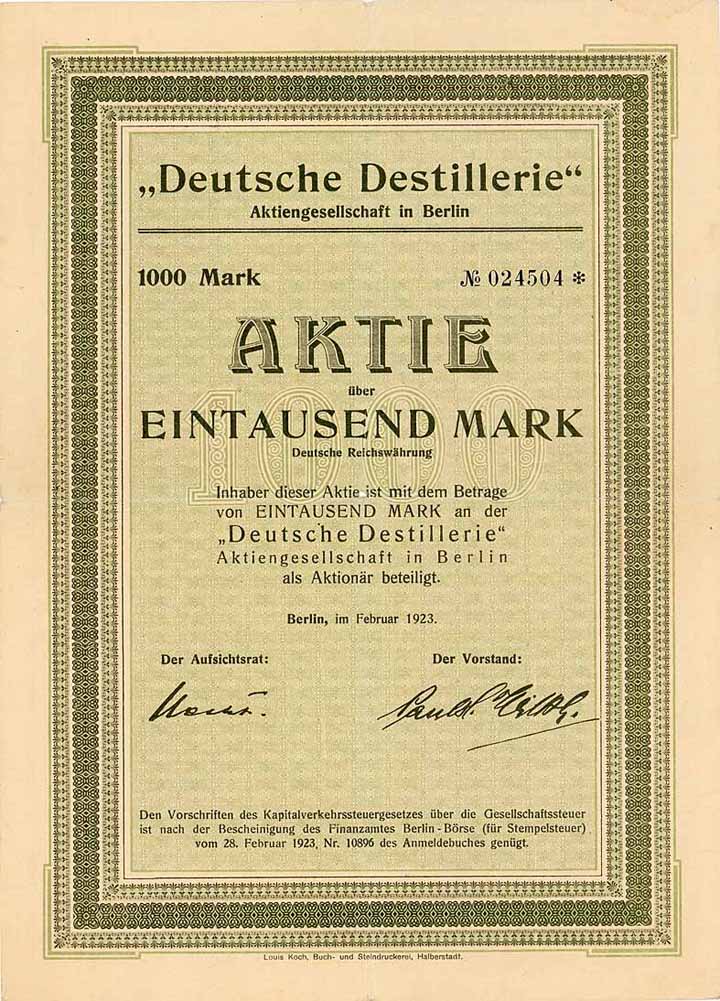 „Deutsche Destillerie“
Aktiengesellschaft in Berlin
1000 Mark № 024504 *
AKTIE
über
EINTAUSEND MARK
Deutsche Reichswährung
1000
Inhaber dieser Aktie ist mit dem Betrage
von EINTAUSEND MARK an der
„Deutsche Destillerie“
Aktiengesellschaft in Berlin
als Aktionär beteiligt.
Berlin, im Februar 1923.
Der Aufsichtsrat: Der Vorstand:
Den Vorschriften des Kapitalverkehrssteuergesetzes über die Gesellschaftssteuer
ist nach der Bescheinigung des Finanzamtes Berlin-Börse (für Stempelsteuer)
vom 28. Februar 1923, Nr. 10896 des Anmeldebuches genügt.
Louis Koch, Buch- und Steindruckerei, Halberstadt.